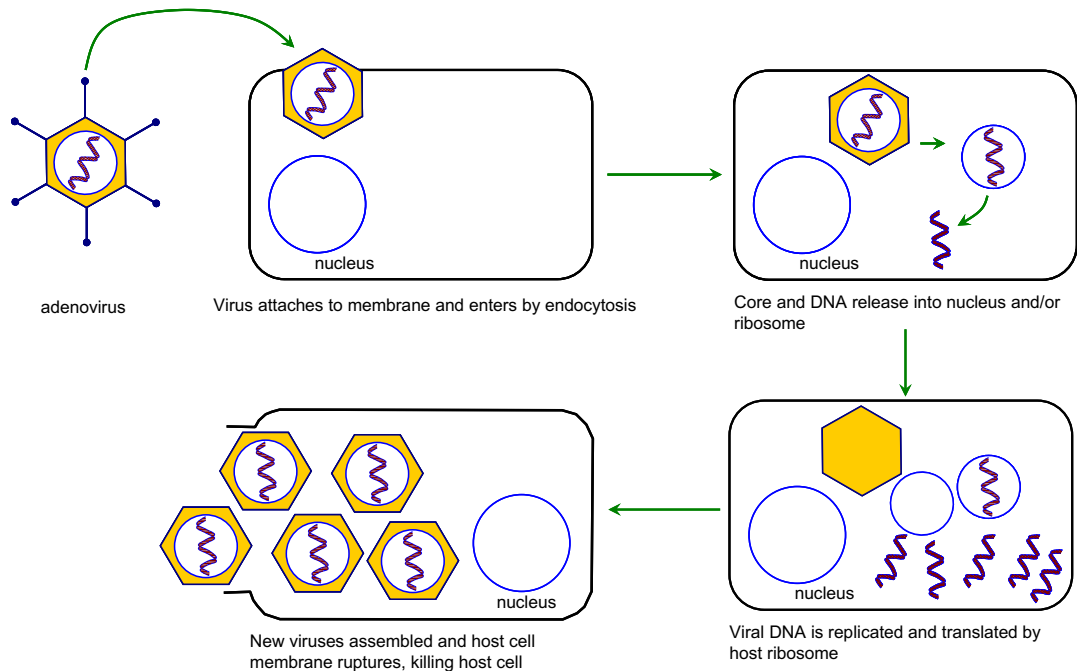 nucleus
adenovirus
Virus attaches to membrane and enters by endocytosis
nucleus
Core and DNA release into nucleus and/or
ribosome
nucleus
Viral DNA is replicated and translated by
host ribosome
nucleus
New viruses assembled and host cell
membrane ruptures, killing host cell